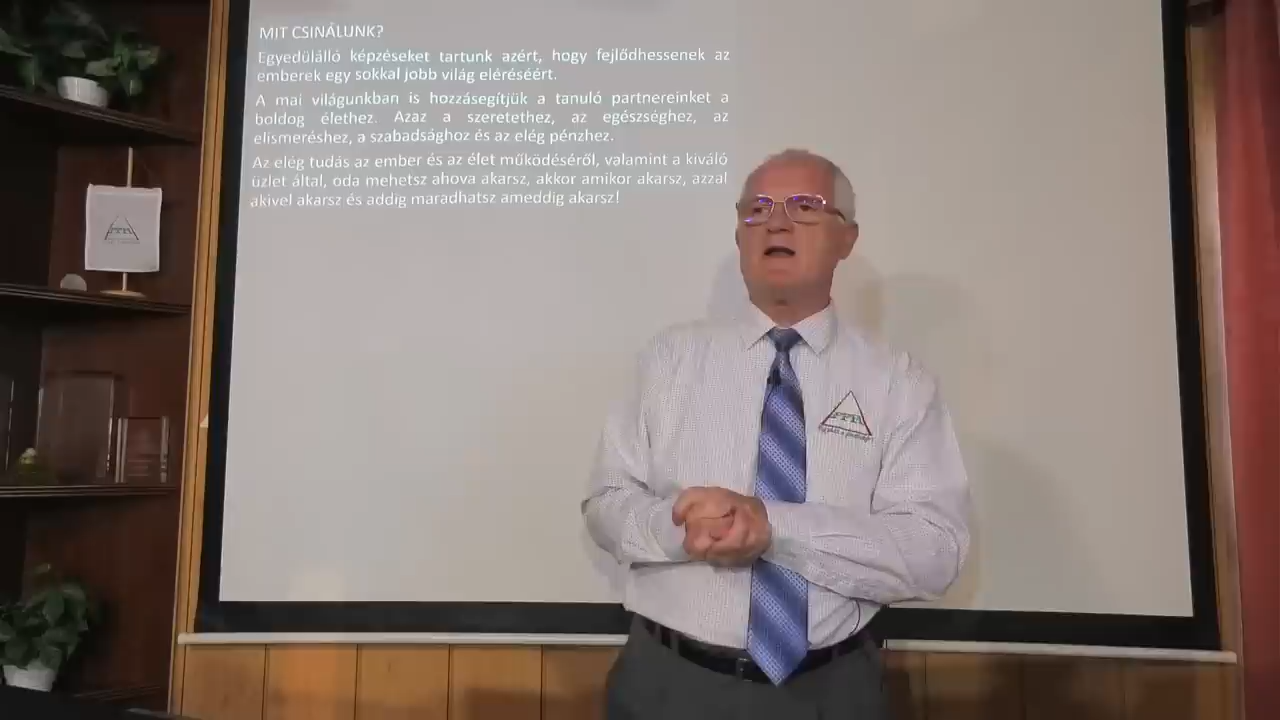 MIT CSINÁLUNK?
Egyedülálló képzéseket tartunk azért, hogy fejlődhessenek az
emberek egy sokkal jobb világ eléréséért.
A mai világunkban is hozzásegítjük a tanuló partnereinket a
boldog élethez. Azaz a szeretethez, az egészséghez, az
elismeréshez, a szabadsághoz és az elég pénzhez.
Az elég tudás az ember és az élet működéséről, valamint a kiváló
üzlet által, oda mehetsz ahova akarsz, akkor amikor akarsz, azzal
akivel akarsz és addig maradhatsz ameddig akarsz!